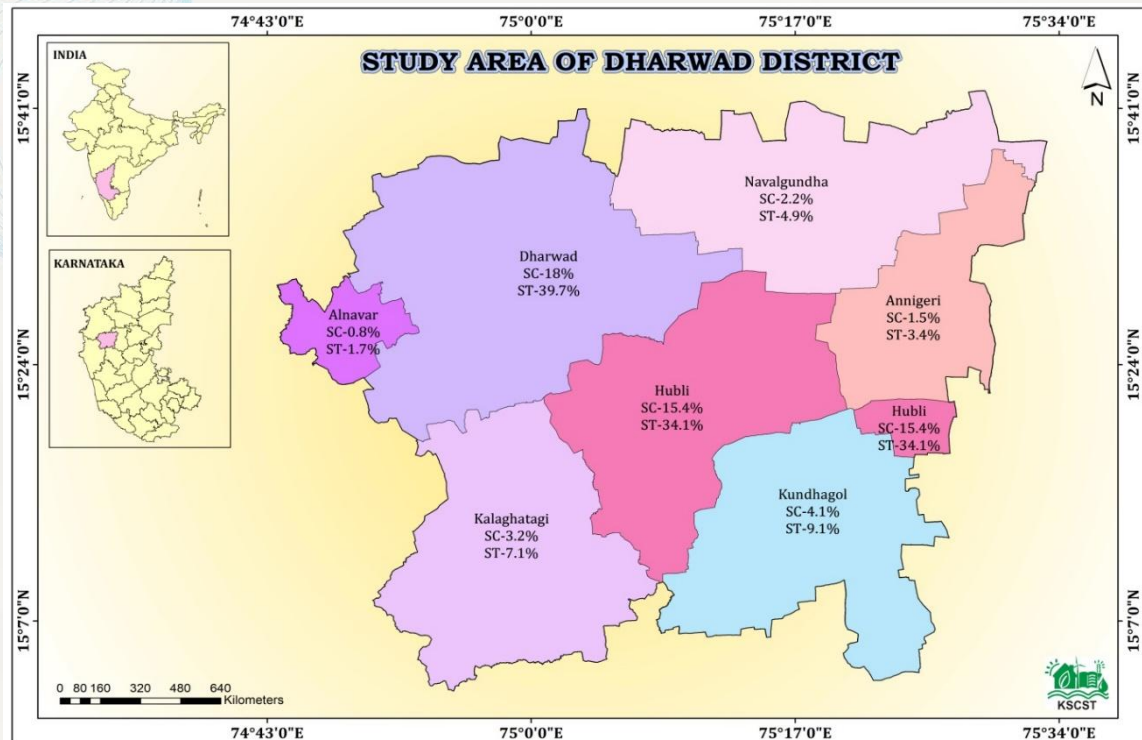 74°43'0"E 75°0'0"E 75°17'0"E 75°34'0"E
INDIA
STUDY AREA OF DHARWAD DISTRICT
N
15°41'0"N 15°41'0"N
Navalgundha
SC-2.2%
ST-4.9%
KARNATAKA
Dharwad
SC-18%
ST-39.7%
Annigeri
SC-1.5%
ST-3.4%
Alnavar
SC-0.8%
ST-1.7%
15°24'0"N 15°24'0"N
Hubli
SC-15.4%
ST-34.1%
Hubli
SC-15.4%
ST-34.1%
Kundhagol
SC-4.1%
ST-9.1%
Kalaghatagi
SC-3.2%
ST-7.1%
15°7'0"N 15°7'0"N
0 80 160 320 480 640
Kilometers
KSCST
74°43'0"E 75°0'0"E 75°17'0"E 75°34'0"E